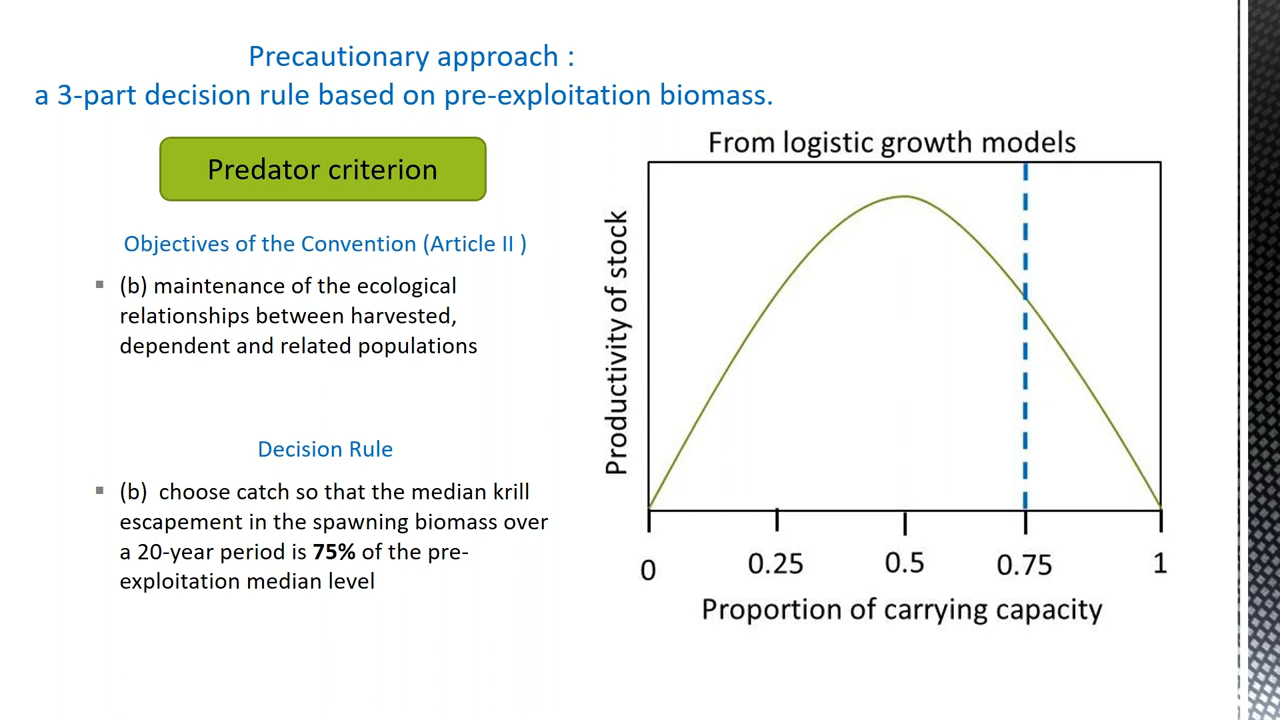 Precautionary approach :
a 3-part decision rule based on pre-exploitation biomass.
Predator criterion
Objectives of the Convention (Article II )
(b) maintenance of the ecological
relationships between harvested,
dependent and related populations
Decision Rule
(b) choose catch so that the median krill
escapement in the spawning biomass over
a 20-year period is 75% of the pre-
exploitation median level
From logistic growth models
Productivity of stock
0
0.25
0.5
0.75
1
Proportion of carrying capacity